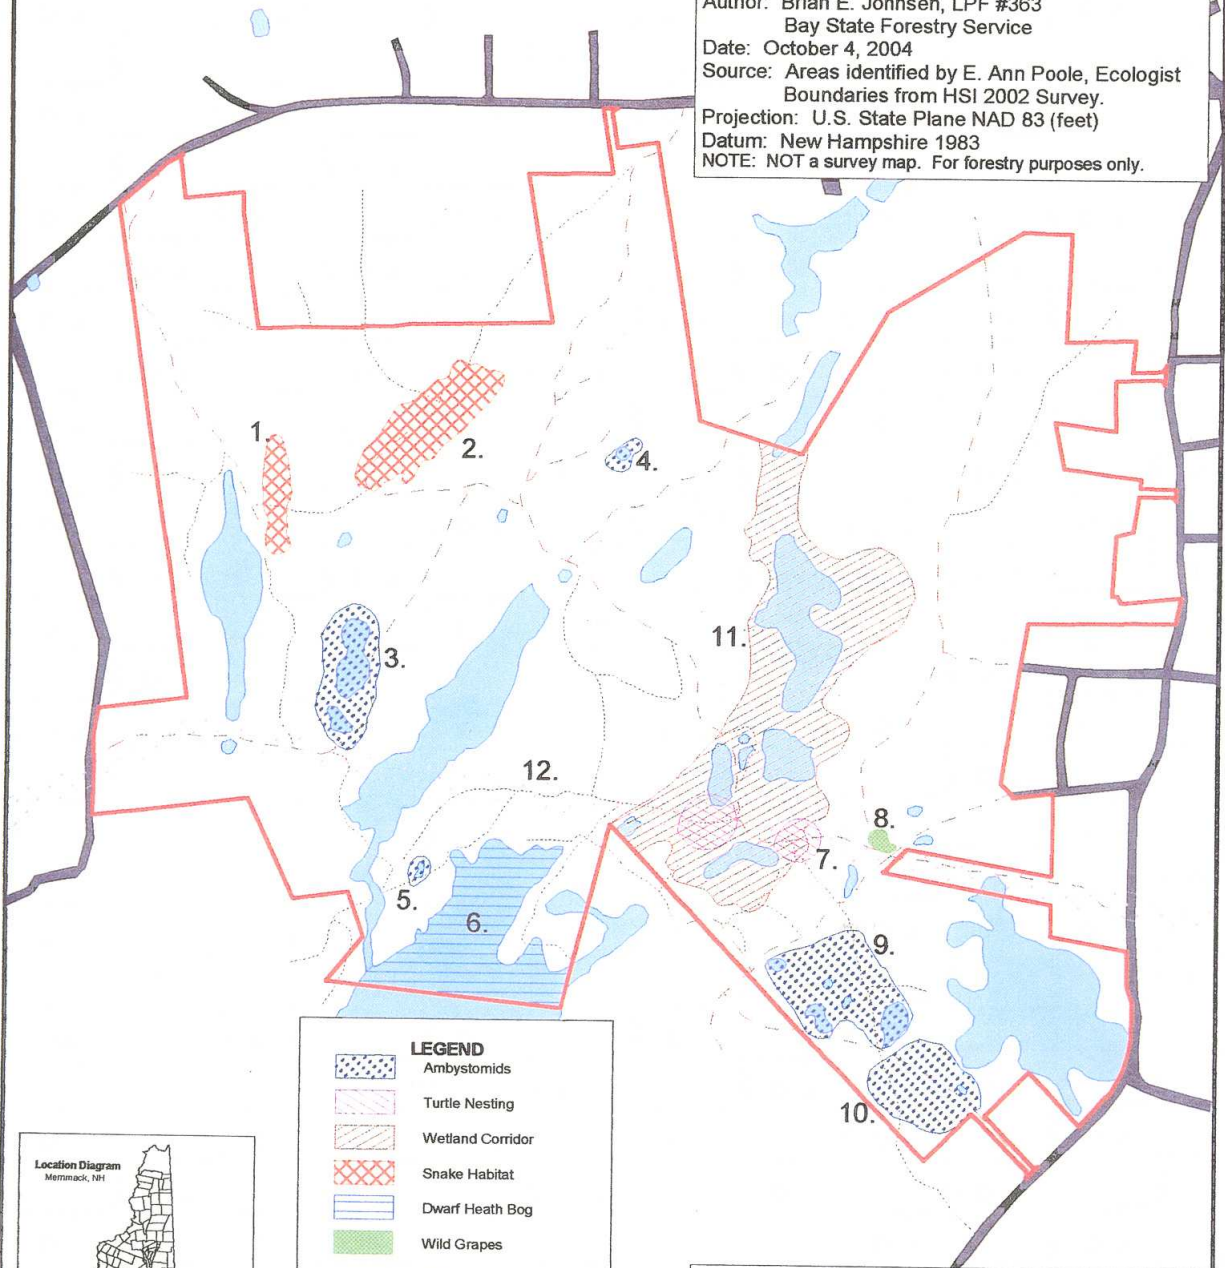 Author: Brian E. Johnsen, LPF #363
Bay State Forestry Service
Date: October 4, 2004
Source: Areas identified by E. Ann Poole, Ecologist
Boundaries from HSI 2002 Survey.
Projection: U.S. State Plane NAD 83 (feet)
Datum: New Hampshire 1983
NOTE: NOT a survey map. For forestry purposes only.
1.
2.
4.
3.
11.
12.
8.
7.
5.
6.
9.
10.
LEGEND
Ambystomids
Turtle Nesting
Wetland Corridor
Snake Habitat
Dwarf Heath Bog
Wild Grapes
Location Diagram
Merrimack, NH